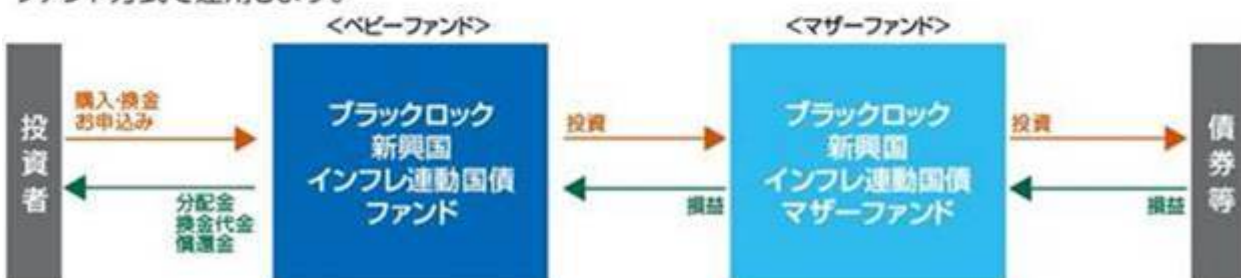 <ベビーファンド>
<マザーファンド>
投資者
購入・換金
お申込み
分配金
換金代金
償還金
ブラックロック
新興国
インフレ連動国債
ファンド
投資
損益
ブラックロック
新興国
インフレ連動国債
マザーファンド
投資
損益
債券等